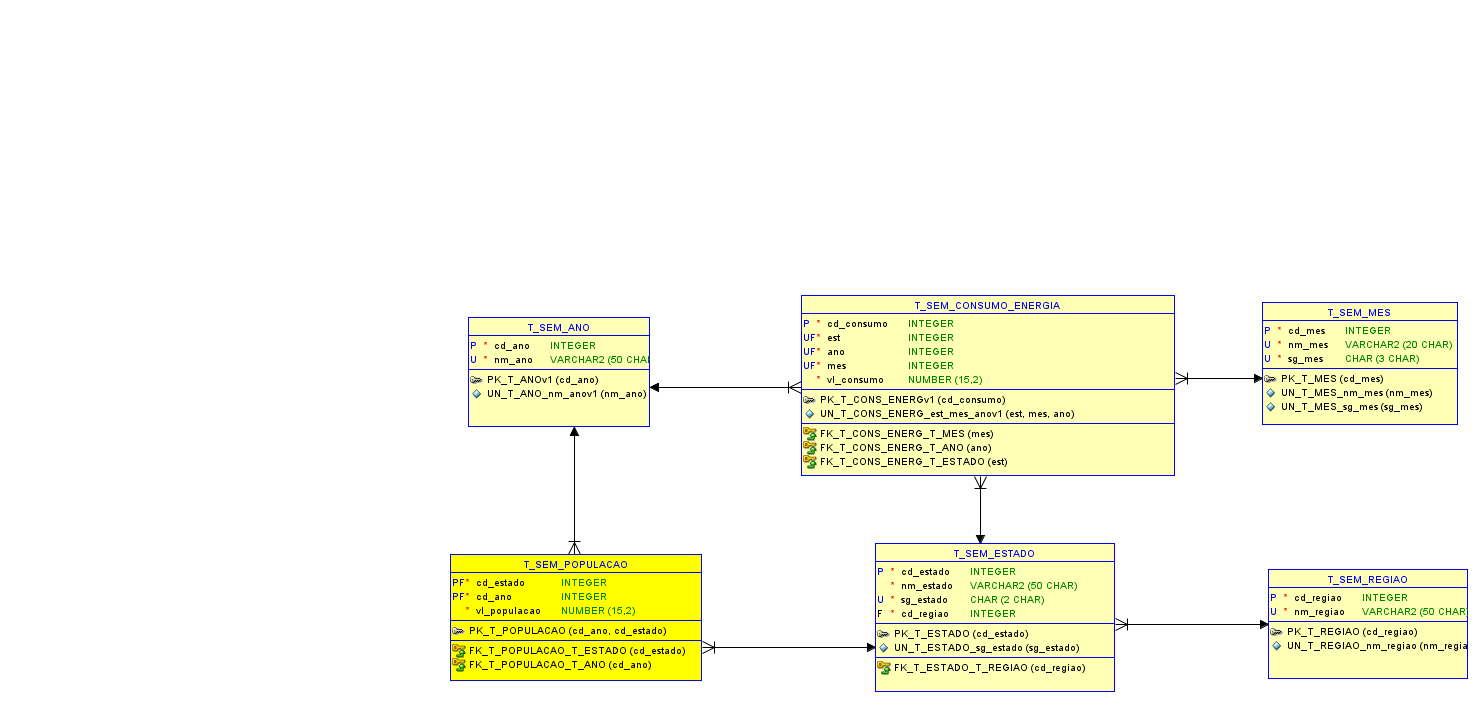 T_SEM_ANO
P * cd_ano INTEGER
U * nm_ano VARCHAR2 (50 CHA
PK_T_ANOv1 (cd_ano)
UN_T_ANO_nm_anov1 (nm_ano)
T_SEM_CONSUMO_ENERGIA
P * cd_consumo INTEGER
UF* est INTEGER
UF* ano INTEGER
UF* mes INTEGER
* vl_consumo NUMBER (15,2)
PK_T_CONS_ENERGv1 (cd_consumo)
UN_T_CONS_ENERG_est_mes_anov1 (est, mes, ano)
FK_T_CONS_ENERG_T_MES (mes)
FK_T_CONS_ENERG_T_ANO (ano)
FK_T_CONS_ENERG_T_ESTADO (est)
T_SEM_MES
P * cd_mes INTEGER
U * nm_mes VARCHAR2 (20 CHAR)
U * sg_mes CHAR (3 CHAR)
PK_T_MES (cd_mes)
UN_T_MES_nm_mes (nm_mes)
UN_T_MES_sg_mes (sg_mes)
T_SEM_POPULACAO
PF* cd_estado INTEGER
PF* cd_ano INTEGER
* vl_populacao NUMBER (15,2)
PK_T_POPULACAO (cd_ano, cd_estado)
FK_T_POPULACAO_T_ESTADO (cd_estado)
FK_T_POPULACAO_T_ANO (cd_ano)
T_SEM_ESTADO
P * cd_estado INTEGER
* nm_estado VARCHAR2 (50 CHAR)
U * sg_estado CHAR (2 CHAR)
F * cd_regiao INTEGER
PK_T_ESTADO (cd_estado)
UN_T_ESTADO_sg_estado (sg_estado)
FK_T_ESTADO_T_REGIAO (cd_regiao)
T_SEM_REGIAO
P * cd_regiao INTEGER
U * nm_regiao VARCHAR2 (50 CHAR
PK_T_REGIAO (cd_regiao)
UN_T_REGIAO_nm_regiao (nm_regia